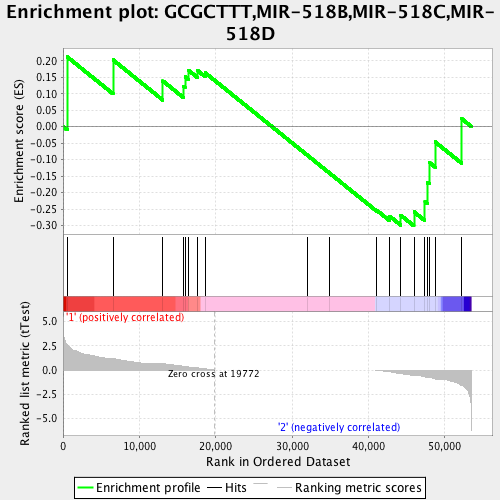 Enrichment plot: GCGCTTT,MIR-518B,MIR-518C,MIR-
518D
Enrichment score (ES)
0.20
0.15
0.10
0.05
0.00
-0.05
-0.10
-0.15
-0.20
-0.25
-0.30
'1' (positively correlated)
Ranked list metric (tTest)
5.0
2.5
0.0
-2.5
-5.0
Zero cross at 19772
'2' (negatively correlated)
0 10,000 20,000 30,000 40,000 50,000
Rank in Ordered Dataset
Enrichment profile Hits Ranking metric scores